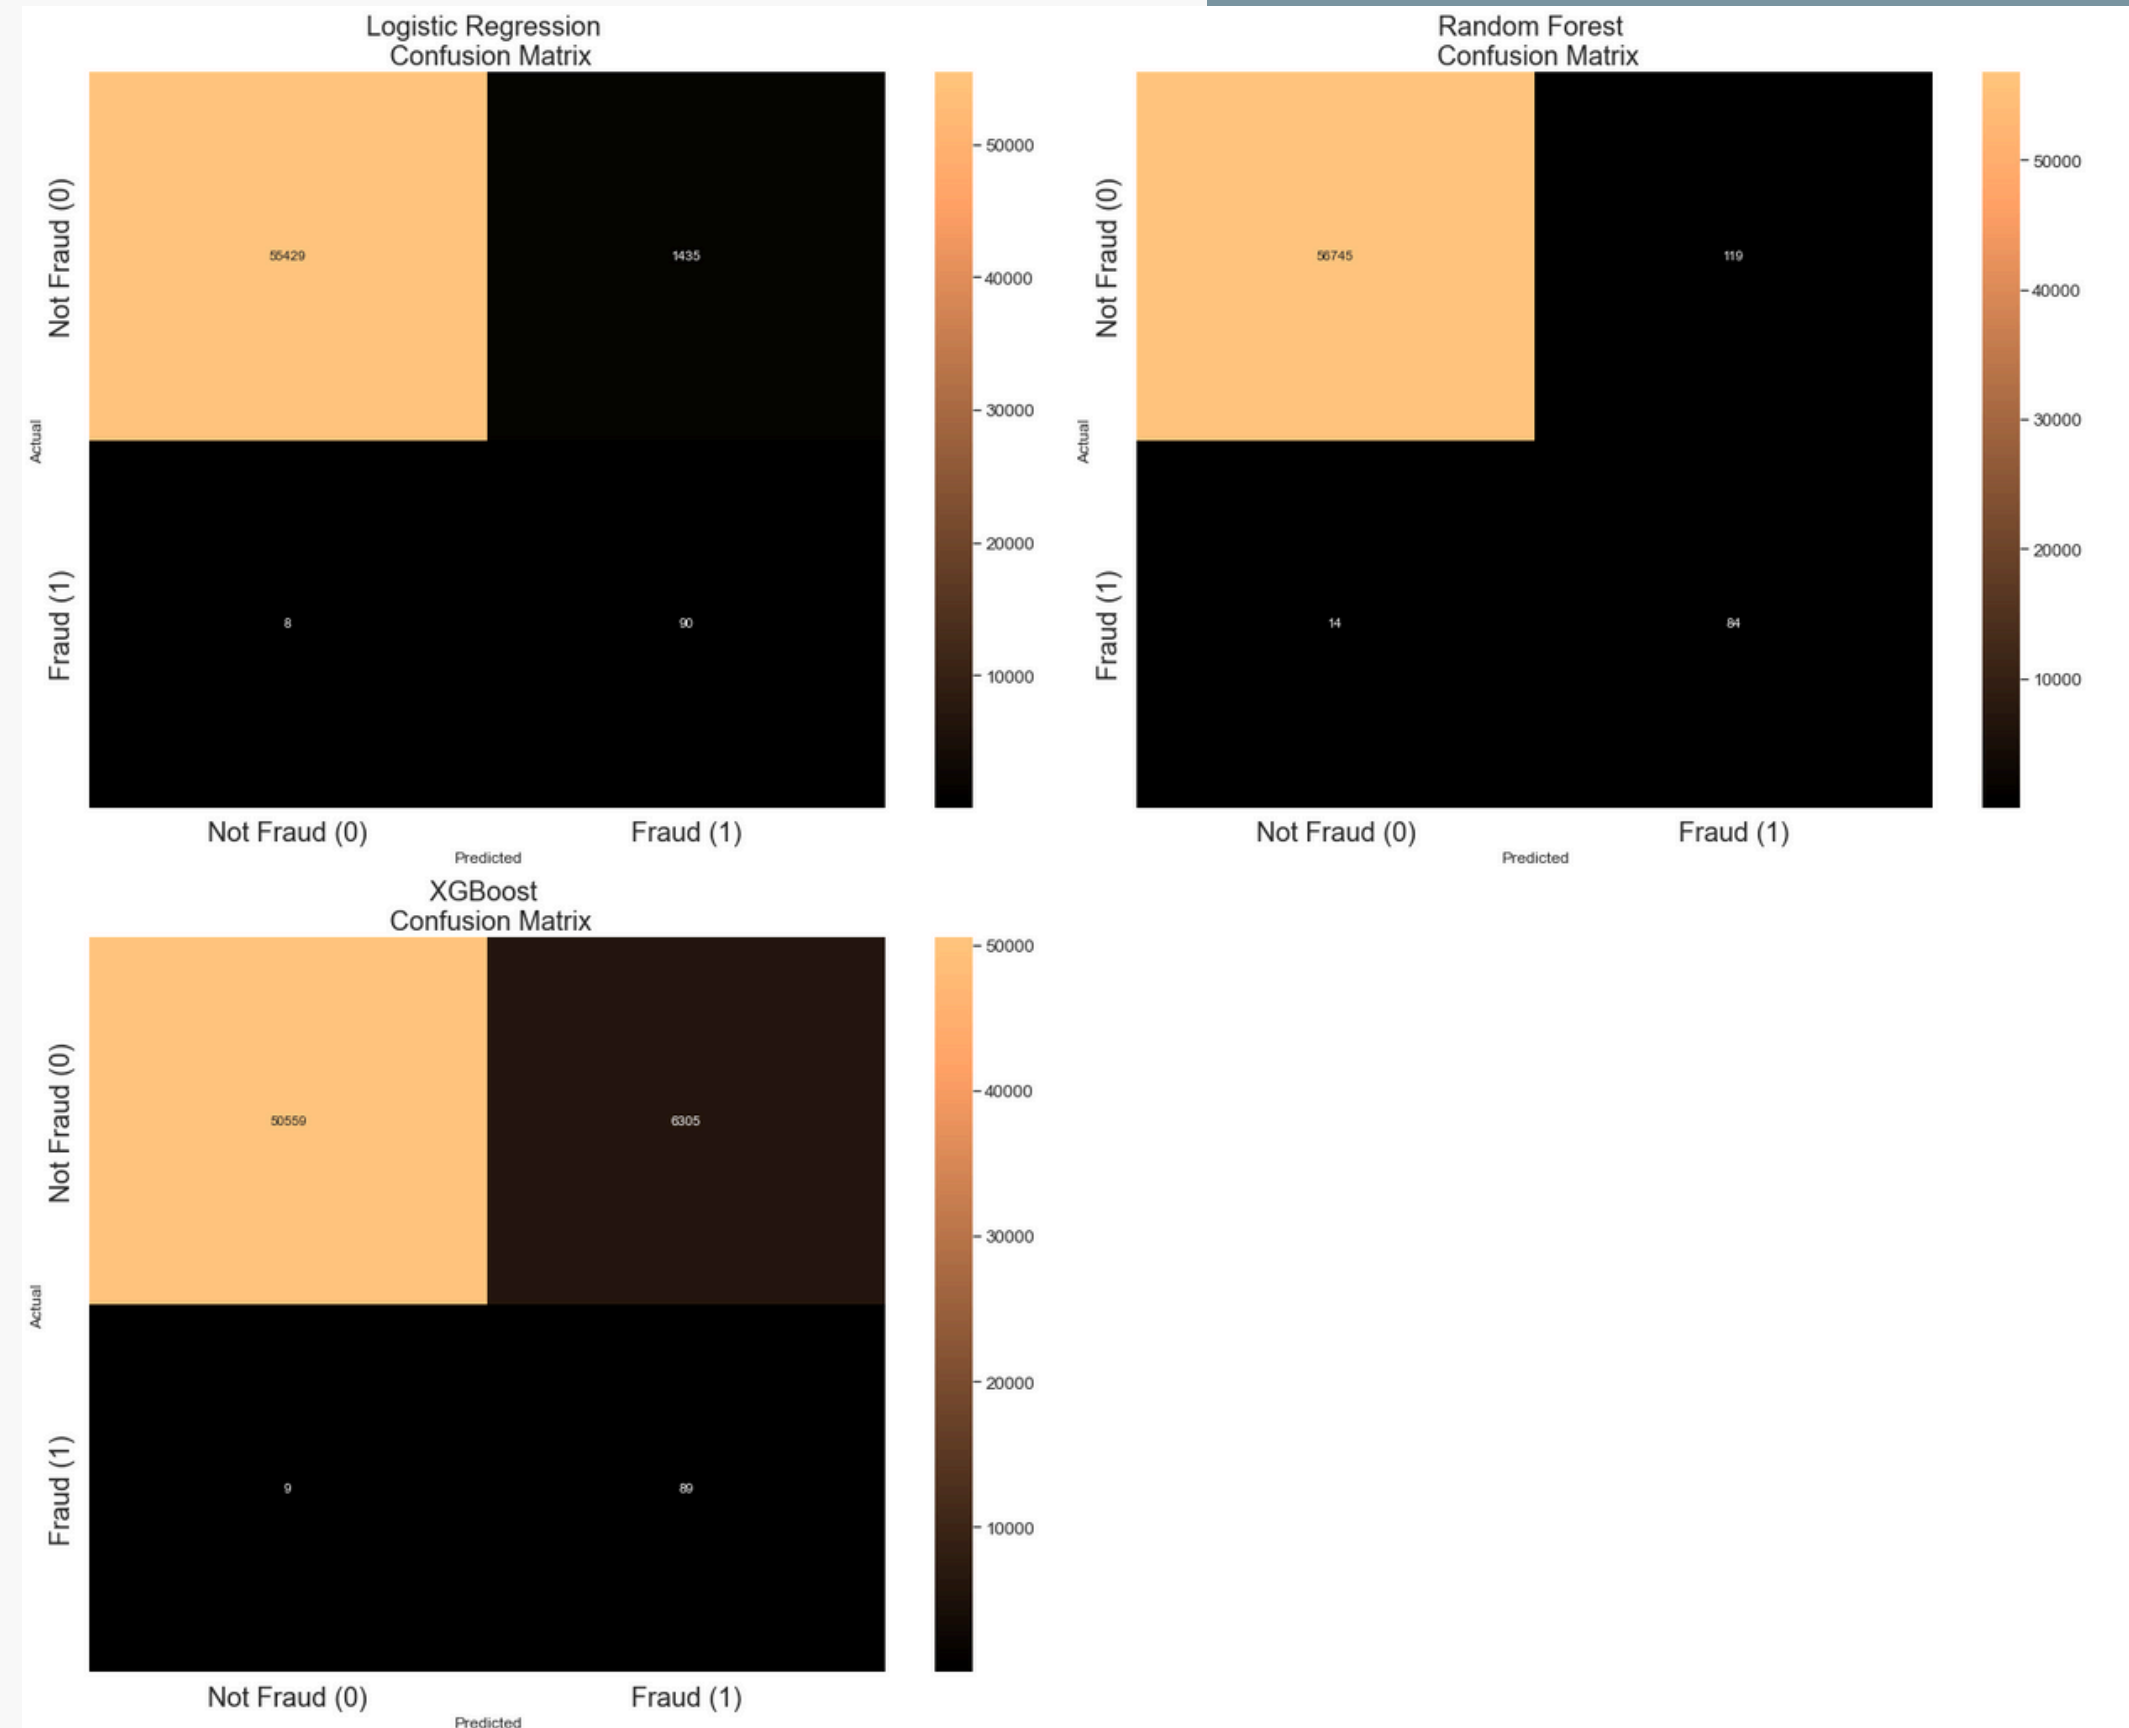 Logistic Regression
Confusion Matrix
Not Fraud (0)
Fraud (1)
Actual
55429
1435
8
90
Not Fraud (0)
Fraud (1)
Predicted
50000
40000
30000
20000
10000
Random Forest
Confusion Matrix
Not Fraud (0)
Fraud (1)
Actual
56745
119
14
84
Not Fraud (0)
Fraud (1)
Predicted
50000
40000
30000
20000
10000
XGBoost
Confusion Matrix
Not Fraud (0)
Fraud (1)
Actual
50559
6305
9
89
Not Fraud (0)
Fraud (1)
Predicted
50000
40000
30000
20000
10000